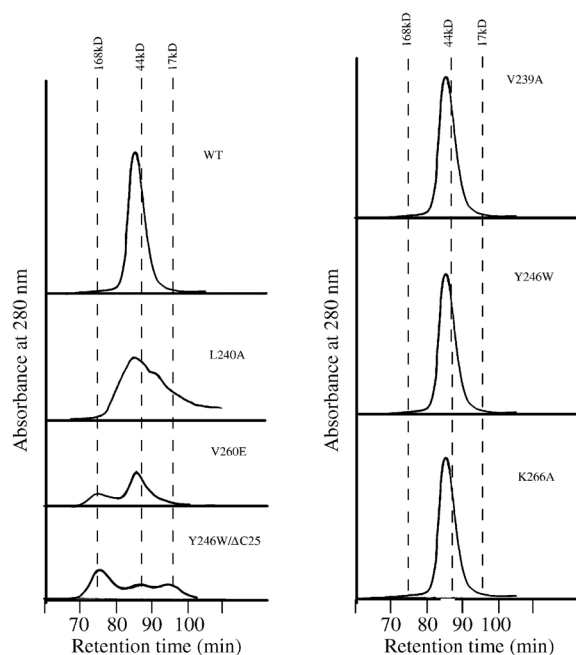 168kD 44kD 17kD
WT
L240A
V260E
Y246W/ΔC25
Absorbance at 280 nm
70 80 90 100
Retention time (min)
168kD 44kD 17kD
V239A
Y246W
K266A
Absorbance at 280 nm
70 80 90 100
Retention time (min)